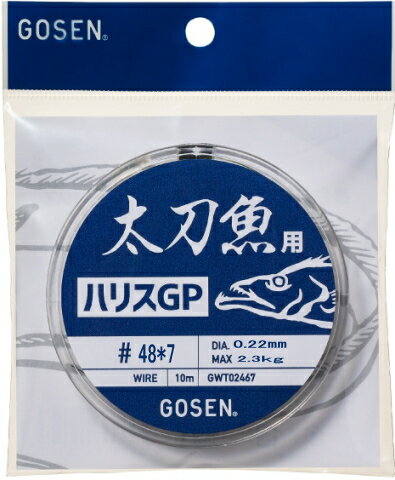 GOSEN®
GOSEN®
太刀魚用
ハリスGP
#48*7
DIA. 0.22mm
MAX 2.3kg
WIRE 10m GWT02467
GOSEN®